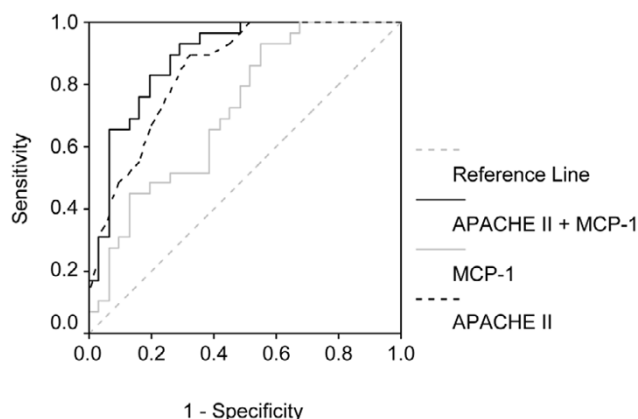 1.0
0.8
0.6
0.4
0.2
0.0
Sensitivity
0.0 0.2 0.4 0.6 0.8 1.0
1 - Specificity
Reference Line
APACHE II + MCP-1
MCP-1
APACHE II